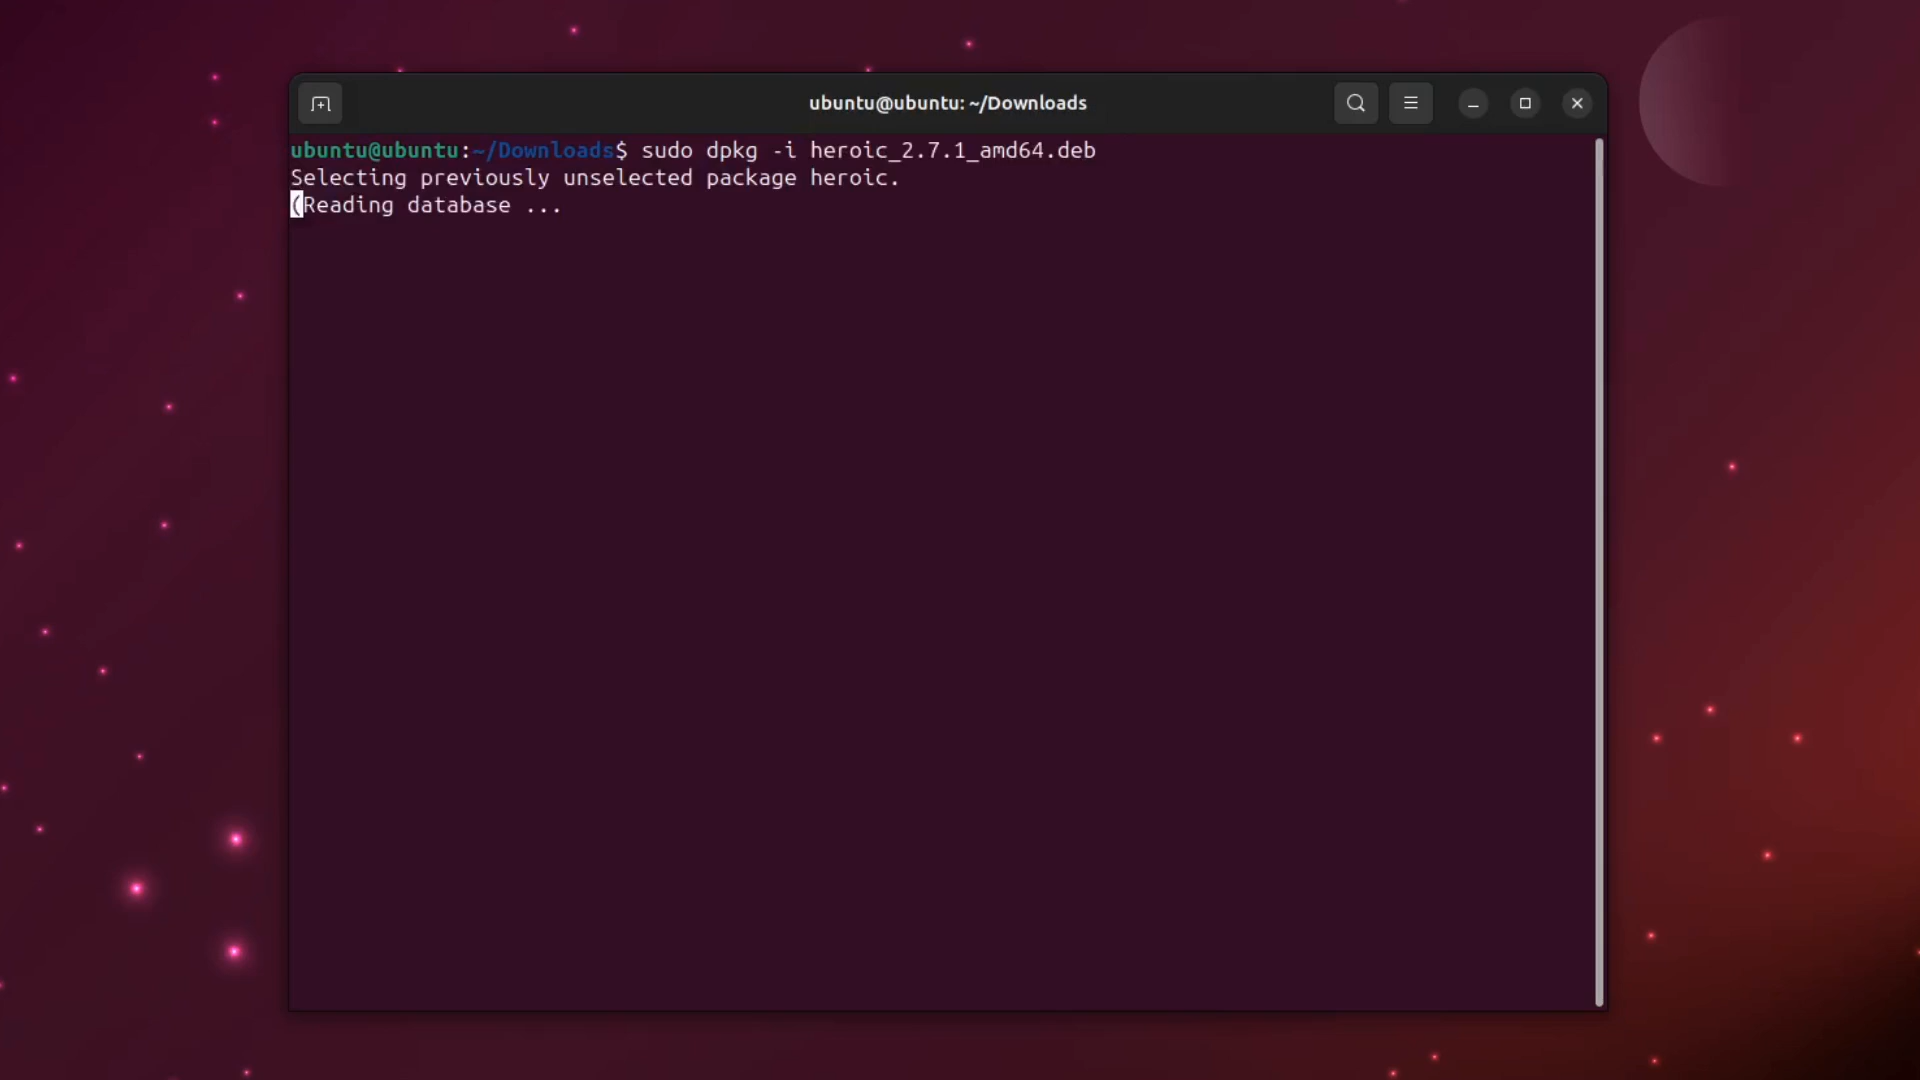 ubuntu@ubuntu: ~/Downloads
ubuntu@ubuntu:~/Downloads$ sudo dpkg -i heroic_2.7.1_amd64.deb
Selecting previously unselected package heroic.
(Reading database ...